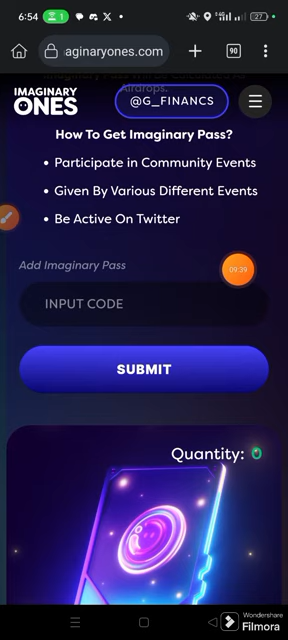 6:54
1
X
27
aginaryones.com
90
IMAGINARY
ONES
@G_FINANCS
Airdrops.
How To Get Imaginary Pass?
• Participate in Community Events
• Given By Various Different Events
• Be Active On Twitter
Add Imaginary Pass
09:39
INPUT CODE
SUBMIT
Quantity: 0
Wondershare
Filmora